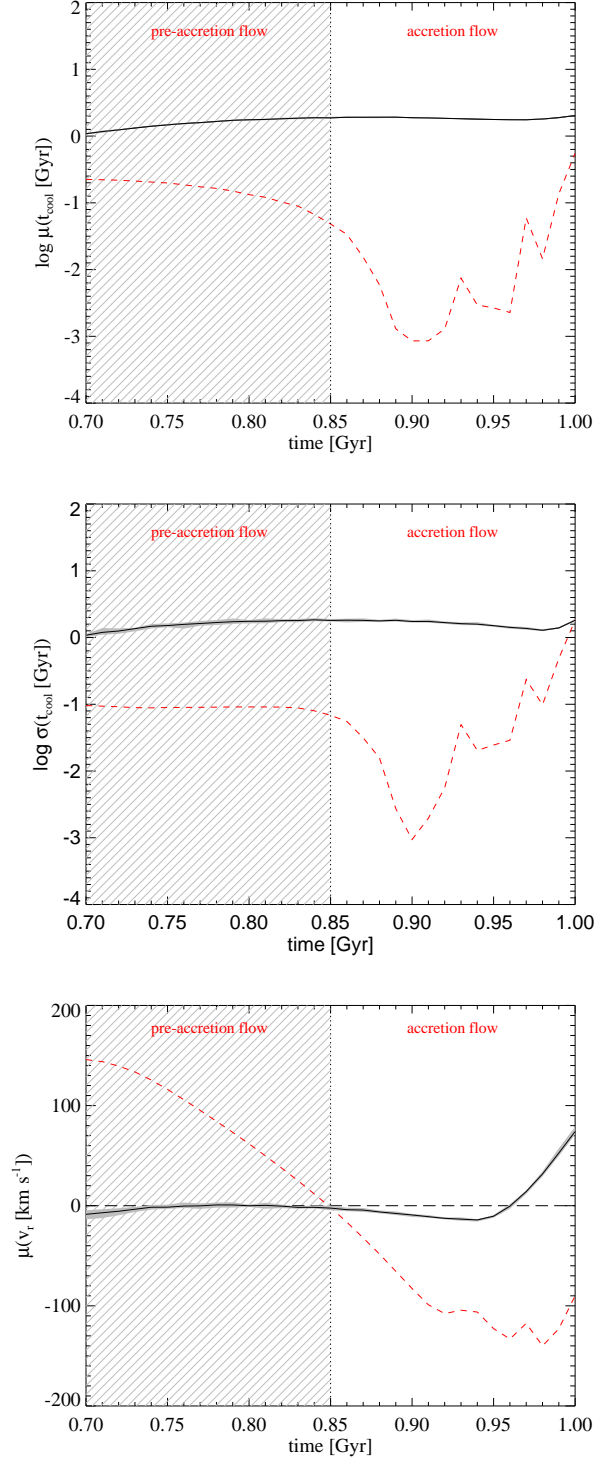 pre-accretion flow accretion flow
2
1
0
-1
-2
-3
-4
log μ(t_cool [Gyr])
0.70 0.75 0.80 0.85 0.90 0.95 1.00
time [Gyr]
pre-accretion flow accretion flow
2
1
0
-1
-2
-3
-4
log σ(t_cool [Gyr])
0.70 0.75 0.80 0.85 0.90 0.95 1.00
time [Gyr]
pre-accretion flow accretion flow
200
100
0
-100
-200
μ(v_r [km s⁻¹])
0.70 0.75 0.80 0.85 0.90 0.95 1.00
time [Gyr]